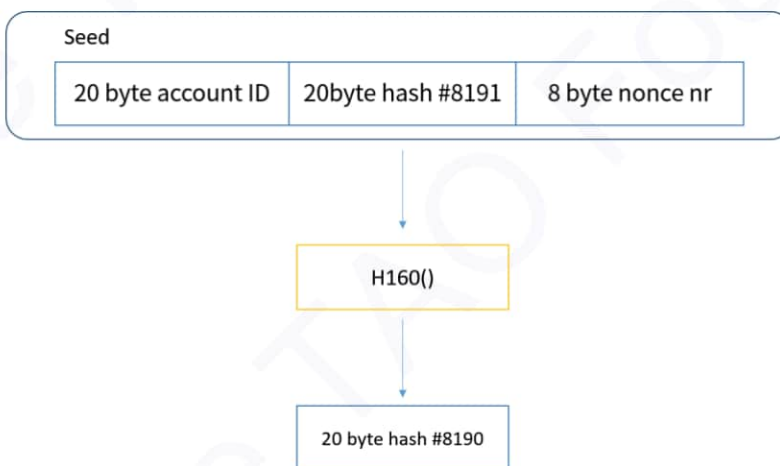 Seed
20 byte account ID 20byte hash #8191 8 byte nonce nr
H160()
20 byte hash #8190